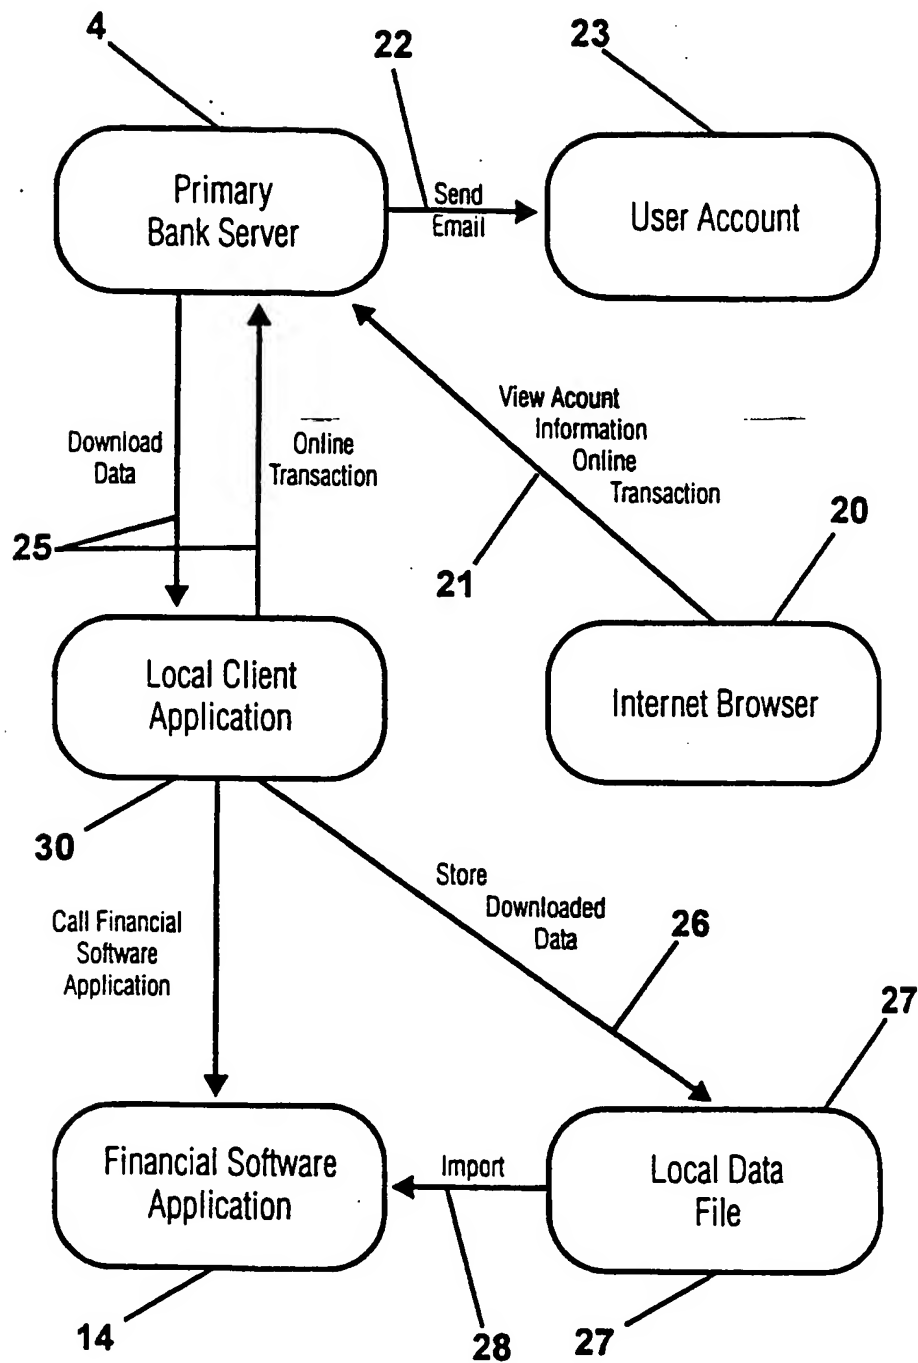 4
22
23
Primary
Bank Server
Send
Email
User Account
View Acount
Information
Online
Transaction
Download
Data
Online
Transaction
25
21
20
Local Client
Application
Internet Browser
30
Store
Downloaded
Data
26
Call Financial
Software
Application
27
Financial Software
Application
Import
Local Data
File
14
28
27